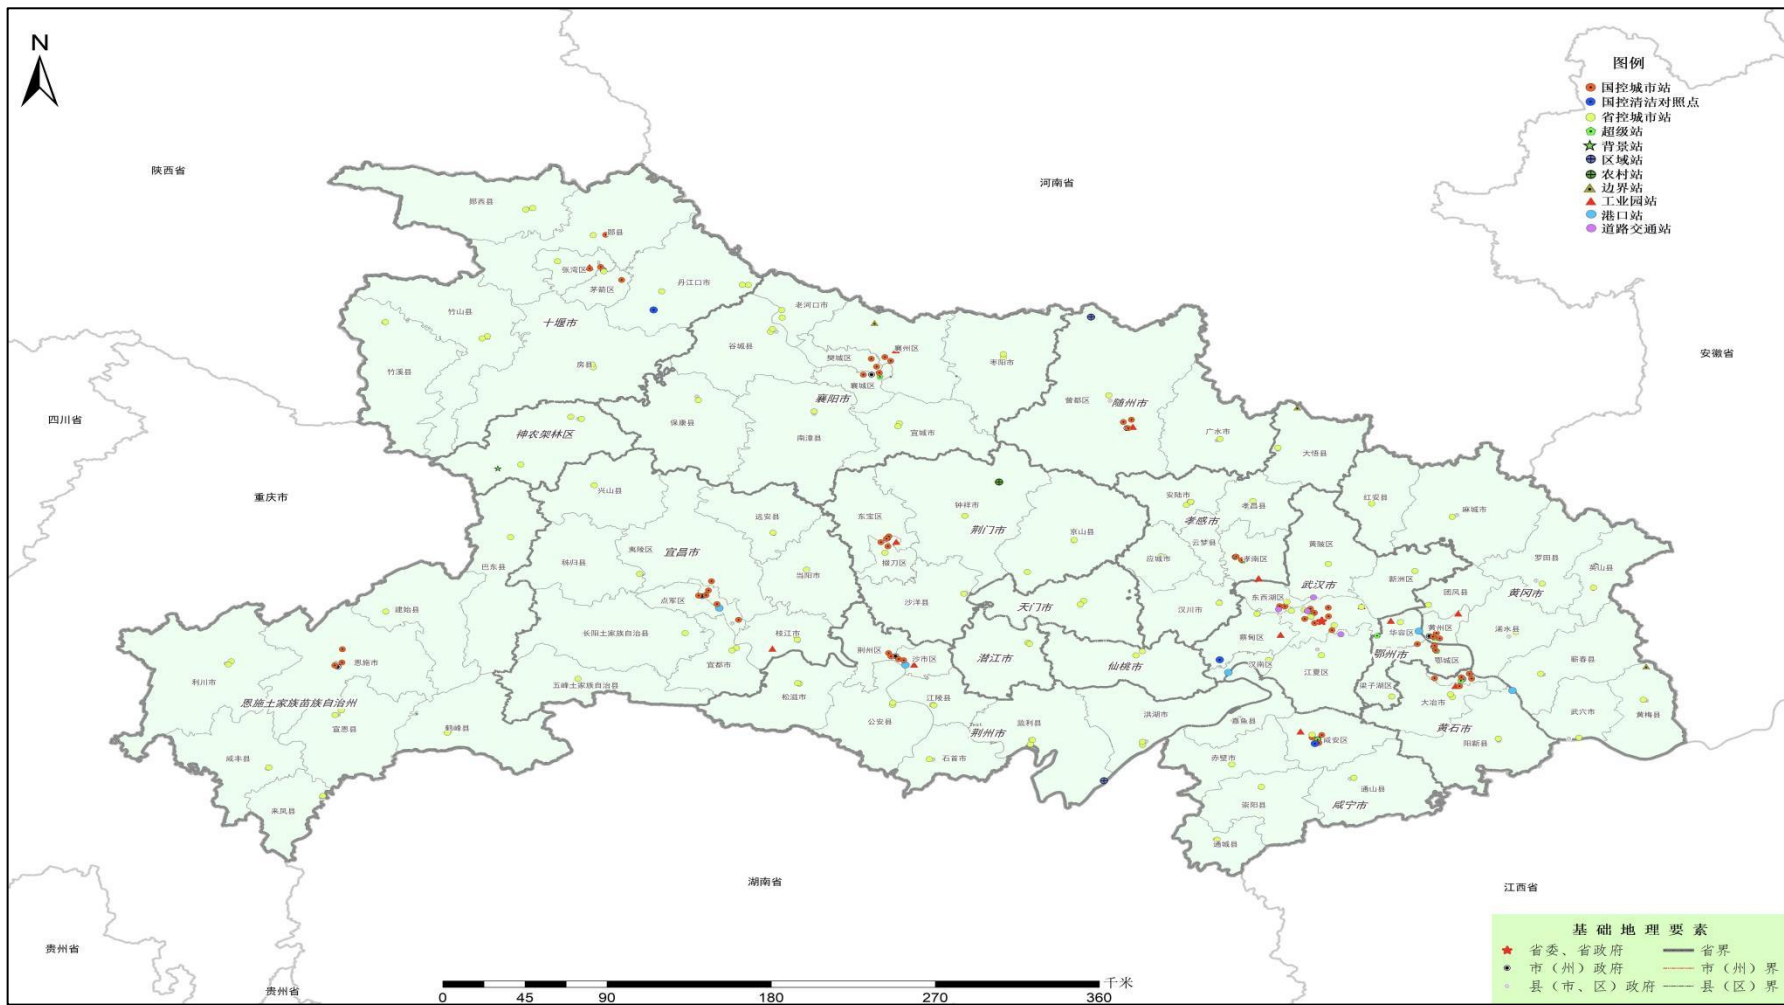 N
图例
国控城市站
国控清洁对照点
省控城市站
超级站
背景站
区域站
农村站
边界站
工业园站
港口站
道路交通站
陕西省
河南省
安徽省
四川省
重庆市
湖南省
江西省
贵州省
贵州省
郧西县
郧县
张湾区
茅箭区
丹江口市
竹山县
十堰市
竹溪县
房县
老河口市
谷城县
樊城区
襄州区
襄城区
襄阳市
枣阳市
保康县
南漳县
宜城市
神农架林区
曾都区
随州市
广水市
大悟县
兴山县
远安县
夷陵区
宜昌市
秭归县
当阳市
点军区
长阳土家族自治县
枝江市
宜都市
五峰土家族自治县
巴东县
建始县
恩施市
利川市
恩施土家族苗族自治州
宣恩县
鹤峰县
咸丰县
来凤县
东宝区
钟祥市
荆门市
京山县
掇刀区
沙洋县
天门市
潜江市
仙桃市
荆州区
沙市区
松滋市
公安县
江陵县
荆州市
监利县
洪湖市
石首市
安陆市
孝昌县
孝感市
云梦县
应城市
孝南区
汉川市
黄陂区
武汉市
新洲区
东西湖区
蔡甸区
汉南区
江夏区
红安县
麻城市
罗田县
英山县
团风县
黄冈市
浠水县
黄州区
华容区
鄂城区
鄂州市
梁子湖区
蕲春县
武穴市
黄梅县
大冶市
黄石市
阳新县
嘉鱼县
咸安区
赤壁市
崇阳县
通山县
咸宁市
通城县
千米
0 45 90 180 270 360
基础地理要素
省委、省政府 省界
市（州）政府 市（州）界
县（市、区）政府 县（区）界